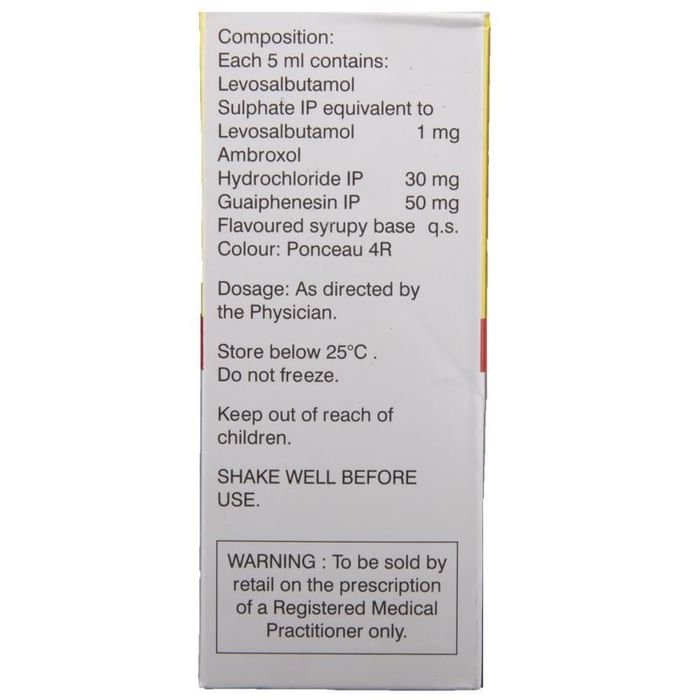 Composition:
Each 5 ml contains:
Levosalbutamol
Sulphate IP equivalent to
Levosalbutamol 1 mg
Ambroxol
Hydrochloride IP 30 mg
Guaiphenesin IP 50 mg
Flavoured syrupy base q.s.
Colour: Ponceau 4R
Dosage: As directed by
the Physician.
Store below 25°C .
Do not freeze.
Keep out of reach of
children.
SHAKE WELL BEFORE
USE.
WARNING : To be sold by
retail on the prescription
of a Registered Medical
Practitioner only.